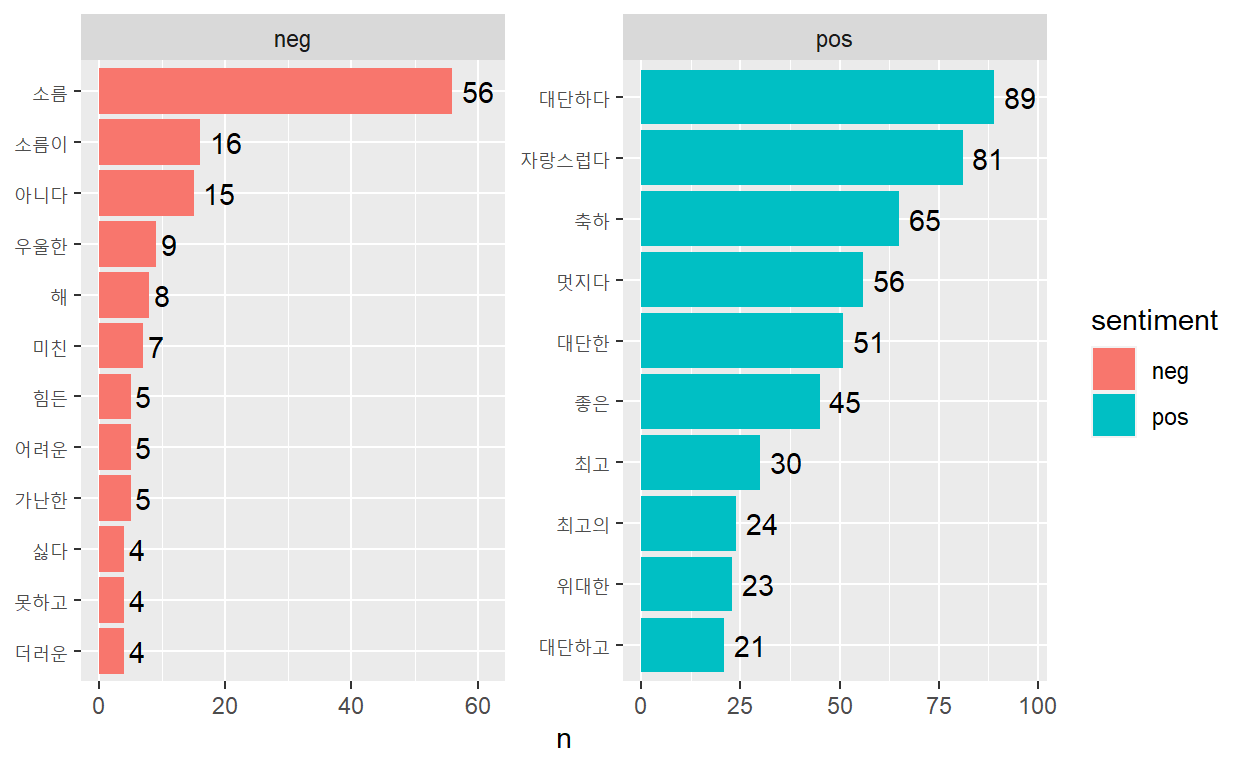 neg
소름 56
소름이 16
아니다 15
우울한 9
해 8
미친 7
힘든 5
어려운 5
가난한 5
싫다 4
못하고 4
더러운 4
0 20 40 60
pos
대단하다 89
자랑스럽다 81
축하 65
멋지다 56
대단한 51
좋은 45
최고 30
최고의 24
위대한 23
대단하고 21
0 25 50 75 100
n
sentiment
neg
pos